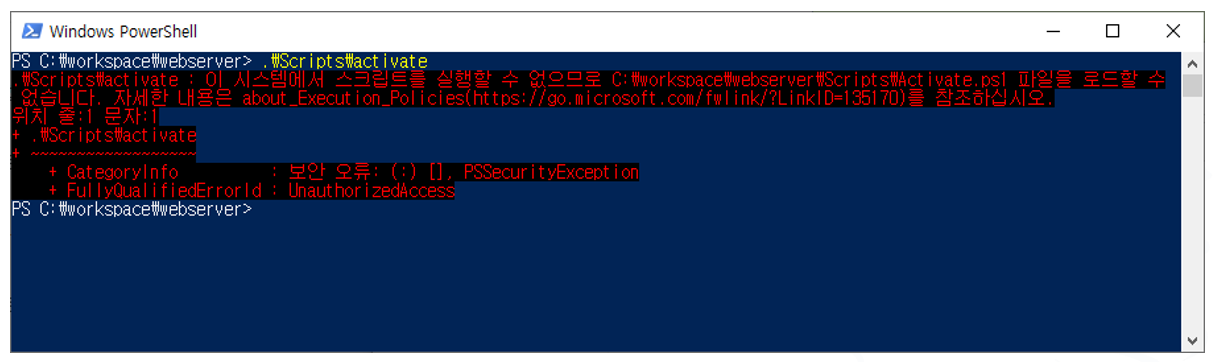 Windows PowerShell
PS C:₩workspace₩webserver> .₩Scripts₩activate
.₩Scripts₩activate : 이 시스템에서 스크립트를 실행할 수 없으므로 C:₩workspace₩webserver₩Scripts₩Activate.ps1 파일을 로드할 수
 없습니다. 자세한 내용은 about_Execution_Policies(https://go.microsoft.com/fwlink/?LinkID=135170)를 참조하십시오.
위치 줄:1 문자:1
+ .₩Scripts₩activate
+ ~~~~~~~~~~~~~~~~~~
    + CategoryInfo          : 보안 오류: (:) [], PSSecurityException
    + FullyQualifiedErrorId : UnauthorizedAccess
PS C:₩workspace₩webserver>